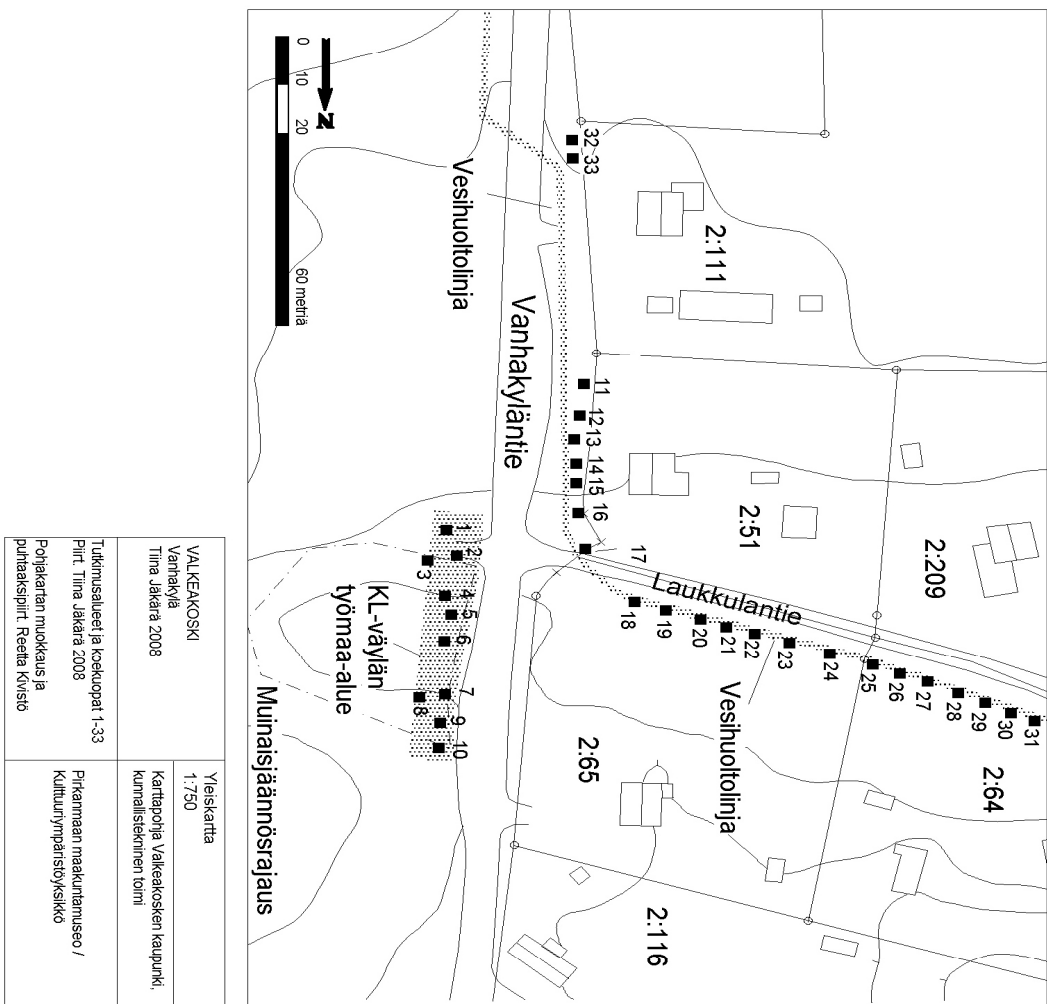 0 10 20 60 metriä
N
32 33
2:111
Vesihuoltolinja
Vanhakyläntie
11
12
13
14
15
16
17
2:51
2:209
Laukkulantie
18
19
20
21
22
23
24
25
26
27
28
29
30
31
1
2
3
4
5
6
7
8
9
10
KL-väylän
työmaa-alue
Muinaisjäännösrajaus
Vesihuoltolinja
2:65
2:64
2:116
VALKEAKOSKI
Vanhakylä
Tiina Jäkärä 2008
Tutkimusalueet ja koekuopat 1-33
Piirt. Tiina Jäkärä 2008
Pohjakartan muokkaus ja
puhtaaksipiirt. Reetta Kivistö
Yleiskartta
1:750
Karttapohja Valkeakosken kaupunki,
kunnallistekninen toimi
Pirkanmaan maakuntamuseo /
Kulttuuriympäristöyksikkö